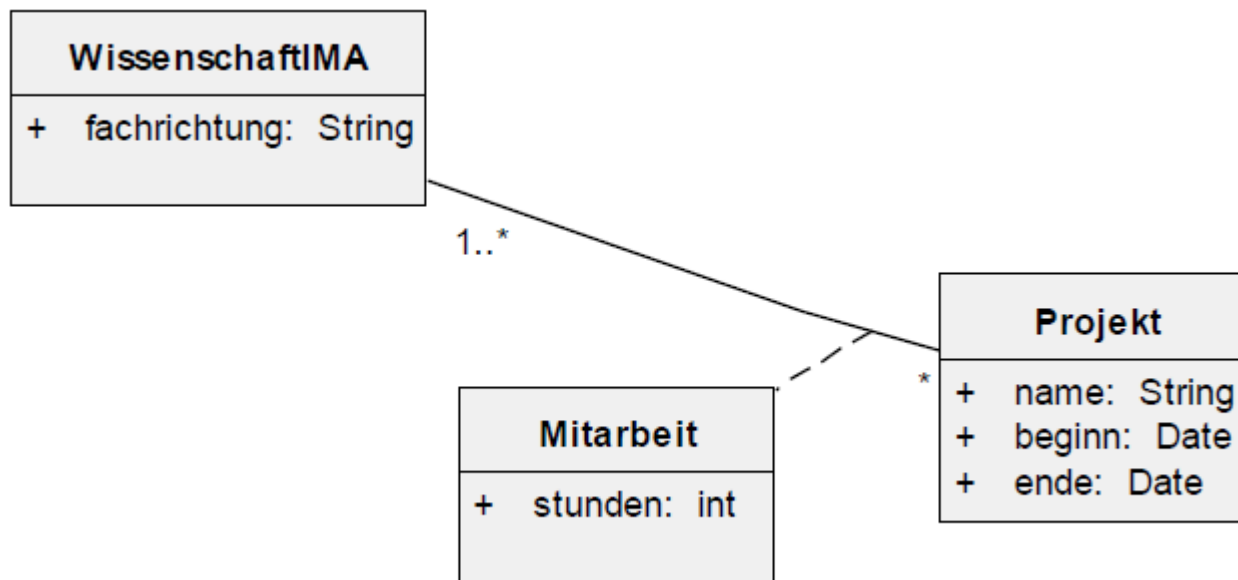 WissenschaftlMA
+ fachrichtung: String
1..*
Projekt
*
+ name: String
+ beginn: Date
+ ende: Date
Mitarbeit
+ stunden: int